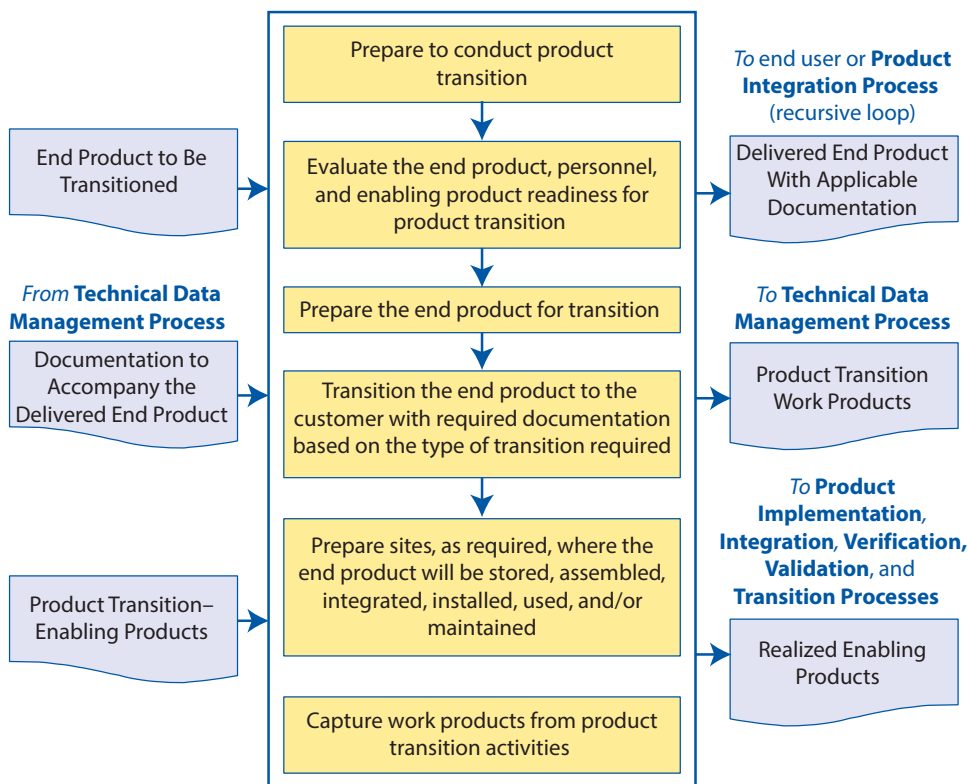 End Product to Be
Transitioned
From Technical Data
Management Process
Documentation to
Accompany the
Delivered End Product
Product Transition–
Enabling Products
Prepare to conduct product
transition
Evaluate the end product, personnel,
and enabling product readiness for
product transition
Prepare the end product for transition
Transition the end product to the
customer with required documentation
based on the type of transition required
Prepare sites, as required, where the
end product will be stored, assembled,
integrated, installed, used, and/or
maintained
Capture work products from product
transition activities
To end user or Product
Integration Process
(recursive loop)
Delivered End Product
With Applicable
Documentation
To Technical Data
Management Process
Product Transition
Work Products
To Product
Implementation,
Integration, Verification,
Validation, and
Transition Processes
Realized Enabling
Products